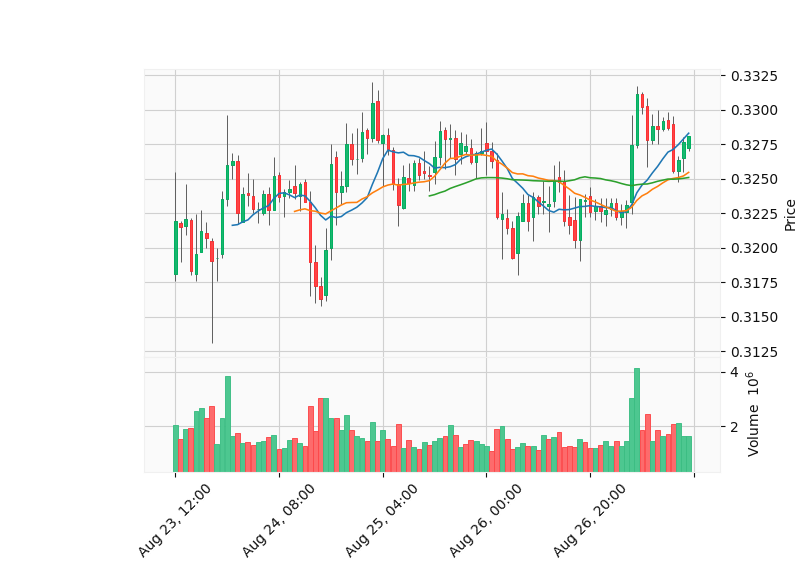 0.3325
0.3300
0.3275
0.3250
0.3225
0.3200
0.3175
0.3150
0.3125
Price
4
2
Volume 10^6
Aug 23, 12:00
Aug 24, 08:00
Aug 25, 04:00
Aug 26, 00:00
Aug 26, 20:00